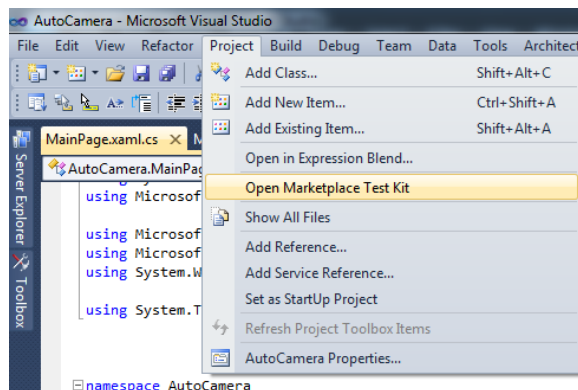 AutoCamera - Microsoft Visual Studio
File Edit View Refactor Project Build Debug Team Data Tools Architect
Add Class... Shift+Alt+C
Add New Item... Ctrl+Shift+A
Add Existing Item... Shift+Alt+A
Open in Expression Blend...
Open Marketplace Test Kit
Show All Files
Add Reference...
Add Service Reference...
Set as StartUp Project
Refresh Project Toolbox Items
AutoCamera Properties...
Server Explorer
Toolbox
MainPage.xaml.cs
AutoCamera.MainPag
using Microsof
using Microsof
using Microsof
using System.W
using System.T
namespace AutoCamera